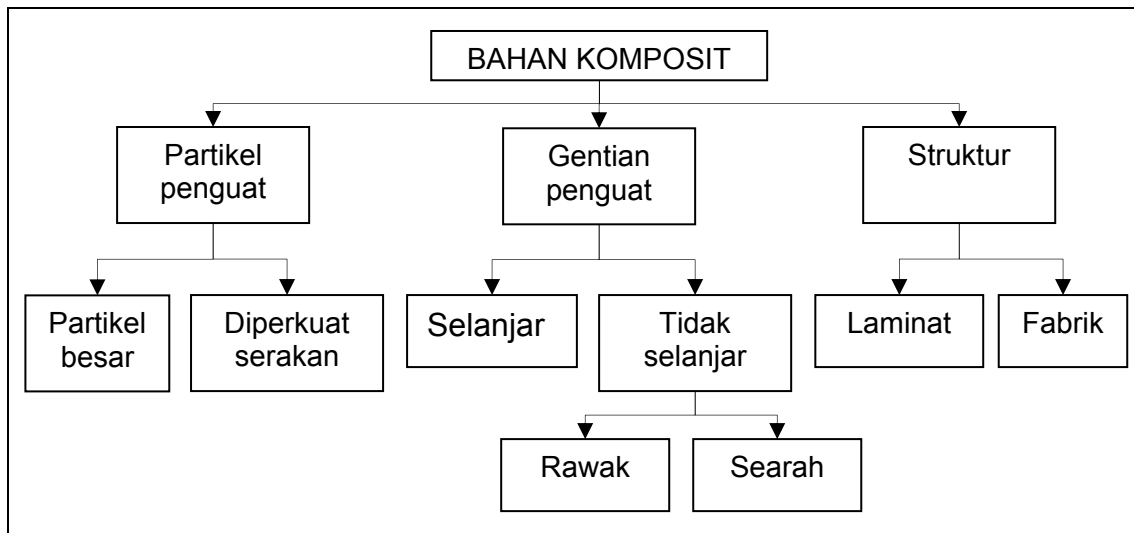 BAHAN KOMPOSIT
Partikel
penguat
Gentian
penguat
Struktur
Partikel
besar
Diperkuat
serakan
Selanjar
Tidak
selanjar
Laminat
Fabrik
Rawak
Searah